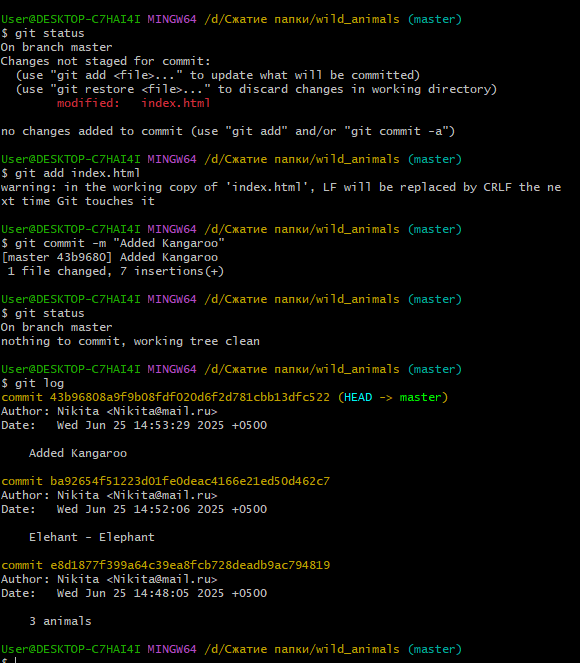 User@DESKTOP-C7HAI4I MINGW64 /d/Сжатие папки/wild_animals (master)
$ git status
On branch master
Changes not staged for commit:
  (use "git add <file>..." to update what will be committed)
  (use "git restore <file>..." to discard changes in working directory)
        modified:   index.html

no changes added to commit (use "git add" and/or "git commit -a")

User@DESKTOP-C7HAI4I MINGW64 /d/Сжатие папки/wild_animals (master)
$ git add index.html
warning: in the working copy of 'index.html', LF will be replaced by CRLF the ne
xt time Git touches it

User@DESKTOP-C7HAI4I MINGW64 /d/Сжатие папки/wild_animals (master)
$ git commit -m "Added Kangaroo"
[master 43b9680] Added Kangaroo
 1 file changed, 7 insertions(+)

User@DESKTOP-C7HAI4I MINGW64 /d/Сжатие папки/wild_animals (master)
$ git status
On branch master
nothing to commit, working tree clean

User@DESKTOP-C7HAI4I MINGW64 /d/Сжатие папки/wild_animals (master)
$ git log
commit 43b96808a9f9b08fdf020d6f2d781cbb13dfc522 (HEAD -> master)
Author: Nikita <Nikita@mail.ru>
Date:   Wed Jun 25 14:53:29 2025 +0500

    Added Kangaroo

commit ba92654f51223d01fe0deac4166e21ed50d462c7
Author: Nikita <Nikita@mail.ru>
Date:   Wed Jun 25 14:52:06 2025 +0500

    Elehant - Elephant

commit e8d1877f399a64c39ea8fcb728deadb9ac794819
Author: Nikita <Nikita@mail.ru>
Date:   Wed Jun 25 14:48:05 2025 +0500

    3 animals

User@DESKTOP-C7HAI4I MINGW64 /d/Сжатие папки/wild_animals (master)
$